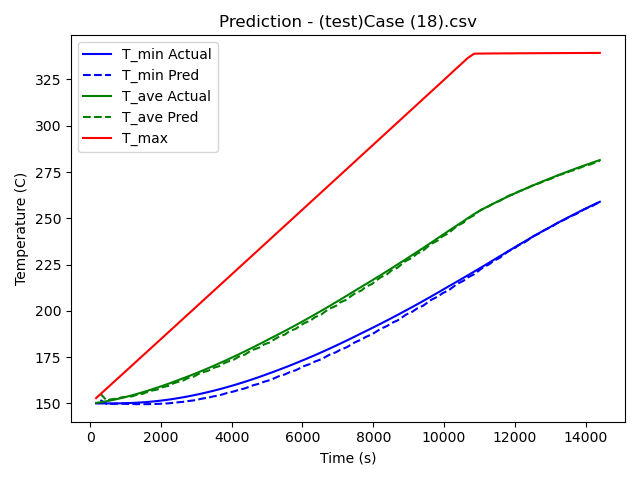 Prediction - (test)Case (18).csv
T_min Actual
T_min Pred
T_ave Actual
T_ave Pred
T_max
Temperature (C)
325
300
275
250
225
200
175
150
0 2000 4000 6000 8000 10000 12000 14000
Time (s)